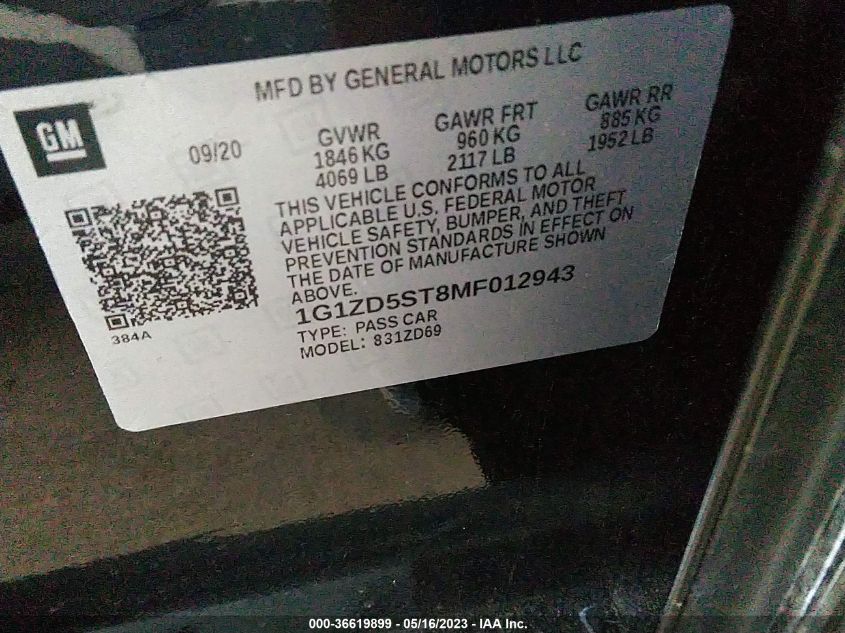 MFD BY GENERAL MOTORS LLC
GM
09/20
GVWR
1846 KG
4069 LB
GAWR FRT
960 KG
2117 LB
GAWR RR
885 KG
1952 LB
THIS VEHICLE CONFORMS TO ALL
APPLICABLE U.S. FEDERAL MOTOR
VEHICLE SAFETY, BUMPER, AND THEFT
PREVENTION STANDARDS IN EFFECT ON
THE DATE OF MANUFACTURE SHOWN
ABOVE.
1G1ZD5ST8MF012943
TYPE: PASS CAR
MODEL: 831ZD69
384A
000-36619899 - 05/16/2023 - IAA Inc.